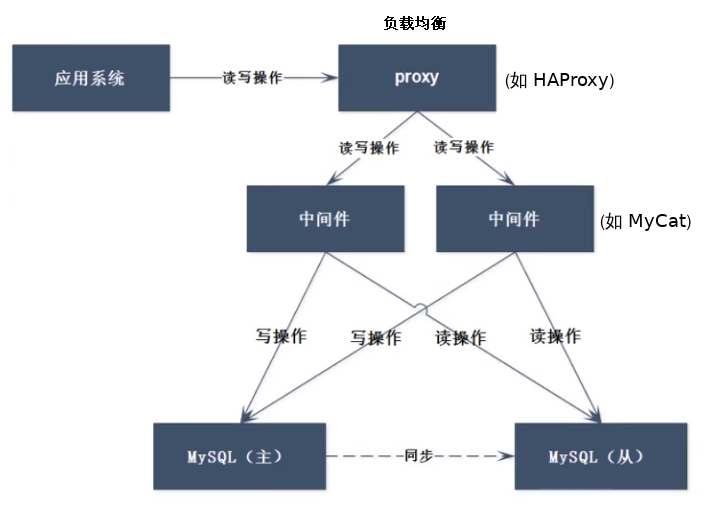 负载均衡
应用系统
读写操作
proxy
(如 HAProxy)
读写操作
读写操作
中间件
中间件
(如 MyCat)
写操作
写操作
读操作
读操作
MySQL（主）
同步
MySQL（从）